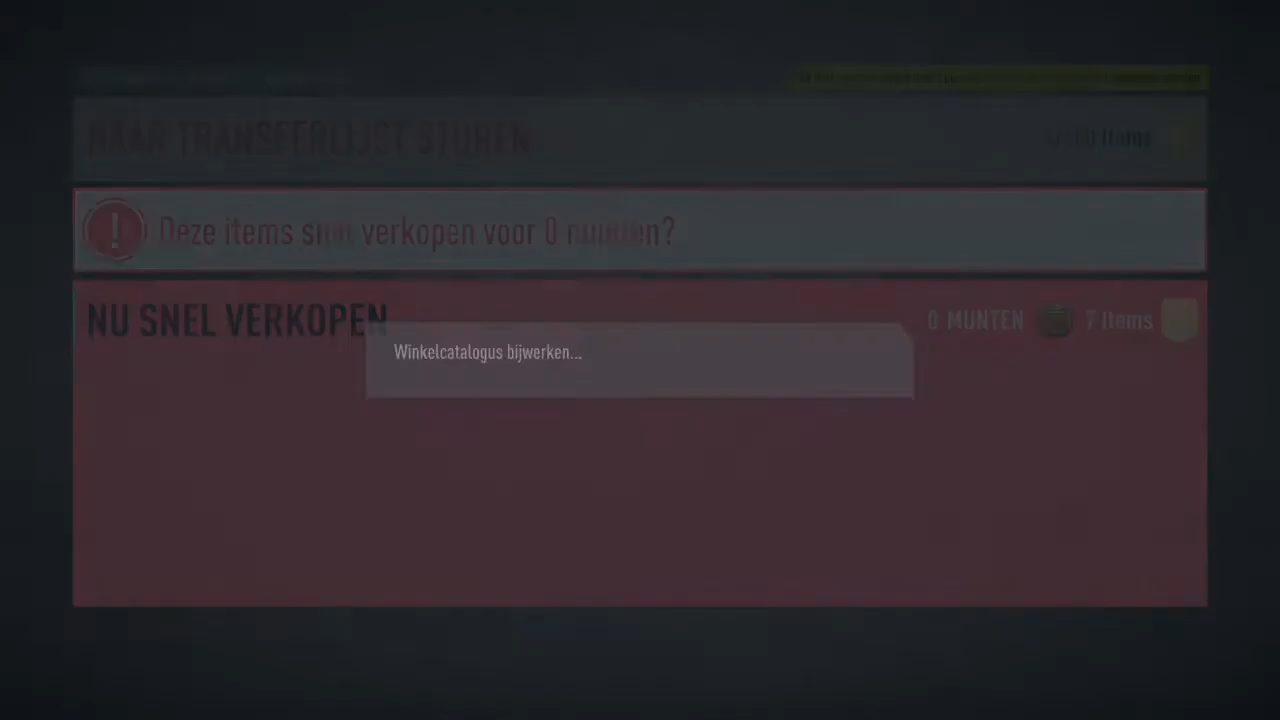 NAAR TRANSFERLIJST STUREN
Items
Deze items snel verkopen voor 0 munten?
NU SNEL VERKOPEN
0 MUNTEN
7 Items
Winkelcatalogus bijwerken...